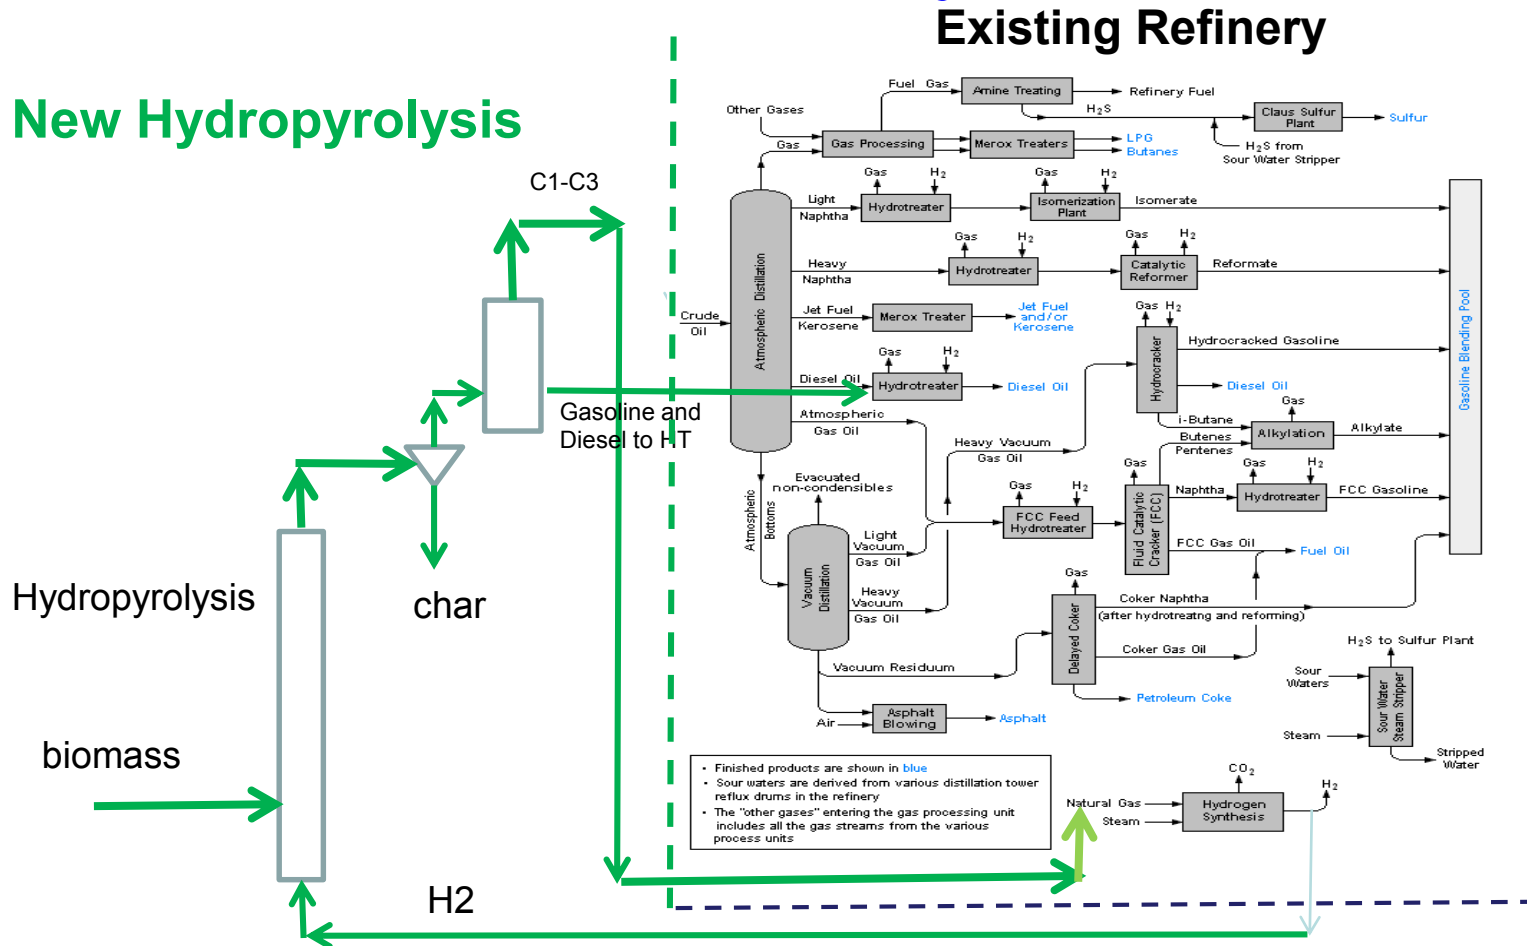 Existing Refinery
New Hydropyrolysis
Fuel Gas
Amine Treating
Refinery Fuel
Other Gases
H2S
Claus Sulfur
Plant
Sulfur
Gas
Gas Processing
Merox Treaters
LPG
Butanes
H2S from
Sour Water Stripper
C1-C3
Light
Naphtha
Gas
H2
Hydrotreater
Gas
H2
Isomerization
Plant
Isomerate
Heavy
Naphtha
Gas
H2
Hydrotreater
Gas
H2
Catalytic
Reformer
Reformate
Crude
Oil
Atmospheric Distillation
Jet Fuel
Kerosene
Merox Treater
Jet Fuel
and/or
Kerosene
Gas
H2
Hydrocracker
Hydrocracked Gasoline
Gasoline Blending Pool
Diesel Oil
Gas
H2
Hydrotreater
Diesel Oil
Diesel Oil
Gasoline and
Diesel to HT
Atmospheric
Gas Oil
i-Butane
Butenes
Pentenes
Gas
Alkylation
Alkylate
Heavy Vacuum
Gas Oil
Evacuated
non-condensibles
Atmospheric
Bottoms
Gas
H2
FCC Feed
Hydrotreater
Gas
Fluid Catalytic
Cracker (FCC)
Naphtha
Gas
H2
Hydrotreater
FCC Gasoline
Light
Vacuum
Gas Oil
FCC Gas Oil
Fuel Oil
Vacuum
Distillation
Heavy
Vacuum
Gas Oil
Gas
Delayed Coker
Coker Naphtha
(after hydrotreatng and reforming)
Coker Gas Oil
Hydropyrolysis
char
Vacuum Residuum
Petroleum Coke
Air
Asphalt
Blowing
Asphalt
H2S to Sulfur Plant
Sour
Waters
Sour Water
Steam Stripper
Steam
Stripped
Water
biomass
• Finished products are shown in blue
• Sour waters are derived from various distillation tower
reflux drums in the refinery
• The "other gases" entering the gas processing unit
includes all the gas streams from the various
process units
CO2
Natural Gas
Steam
Hydrogen
Synthesis
H2
H2